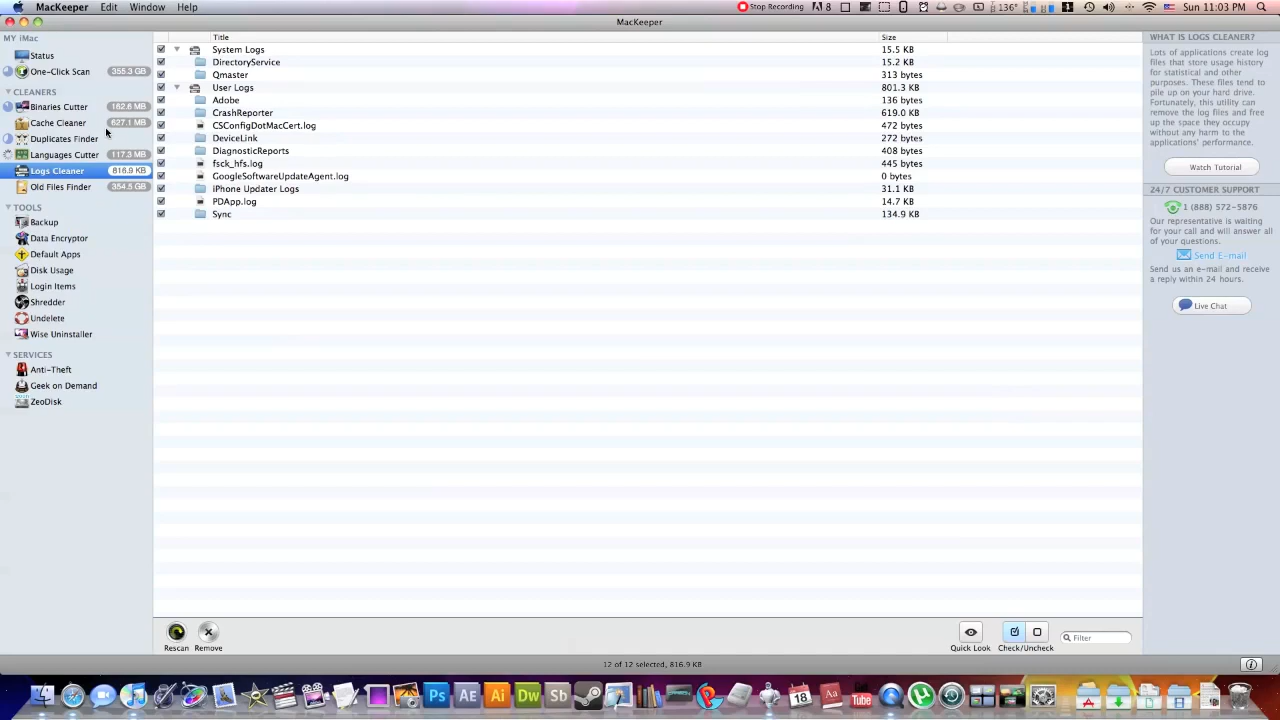 MacKeeper Edit Window Help Stop Recording 8 136° Sun 11:03 PM
MacKeeper
MY iMac
Status
One-Click Scan 355.3 GB
CLEANERS
Binaries Cutter 162.6 MB
Cache Cleaner 627.1 MB
Duplicates Finder
Languages Cutter 117.3 MB
Logs Cleaner 816.9 KB
Old Files Finder 354.5 GB
TOOLS
Backup
Data Encryptor
Default Apps
Disk Usage
Login Items
Shredder
Undelete
Wise Uninstaller
SERVICES
Anti-Theft
Geek on Demand
ZeoDisk
Title Size
System Logs 15.5 KB
DirectoryService 15.2 KB
Qmaster 313 bytes
User Logs 801.3 KB
Adobe 136 bytes
CrashReporter 619.0 KB
CSConfigDotMacCert.log 472 bytes
DeviceLink 272 bytes
DiagnosticReports 408 bytes
fsck_hfs.log 445 bytes
GoogleSoftwareUpdateAgent.log 0 bytes
iPhone Updater Logs 31.1 KB
PDApp.log 14.7 KB
Sync 134.9 KB
WHAT IS LOGS CLEANER?
Lots of applications create log
files that store usage history
for statistical and other
purposes. These files tend to
pile up on your hard drive.
Fortunately, this utility can
remove the log files and free
up the space they occupy
without any harm to the
applications' performance.
Watch Tutorial
24/7 CUSTOMER SUPPORT
1 (888) 572-5876
Our representative is waiting
for your call and will answer all
of your questions.
Send E-mail
Send us an e-mail and receive
a reply within 24 hours.
Live Chat
Rescan Remove Quick Look Check/Uncheck Filter
12 of 12 selected, 816.9 KB
Ps AE Ai Dw Sb 18 Aa You Tube